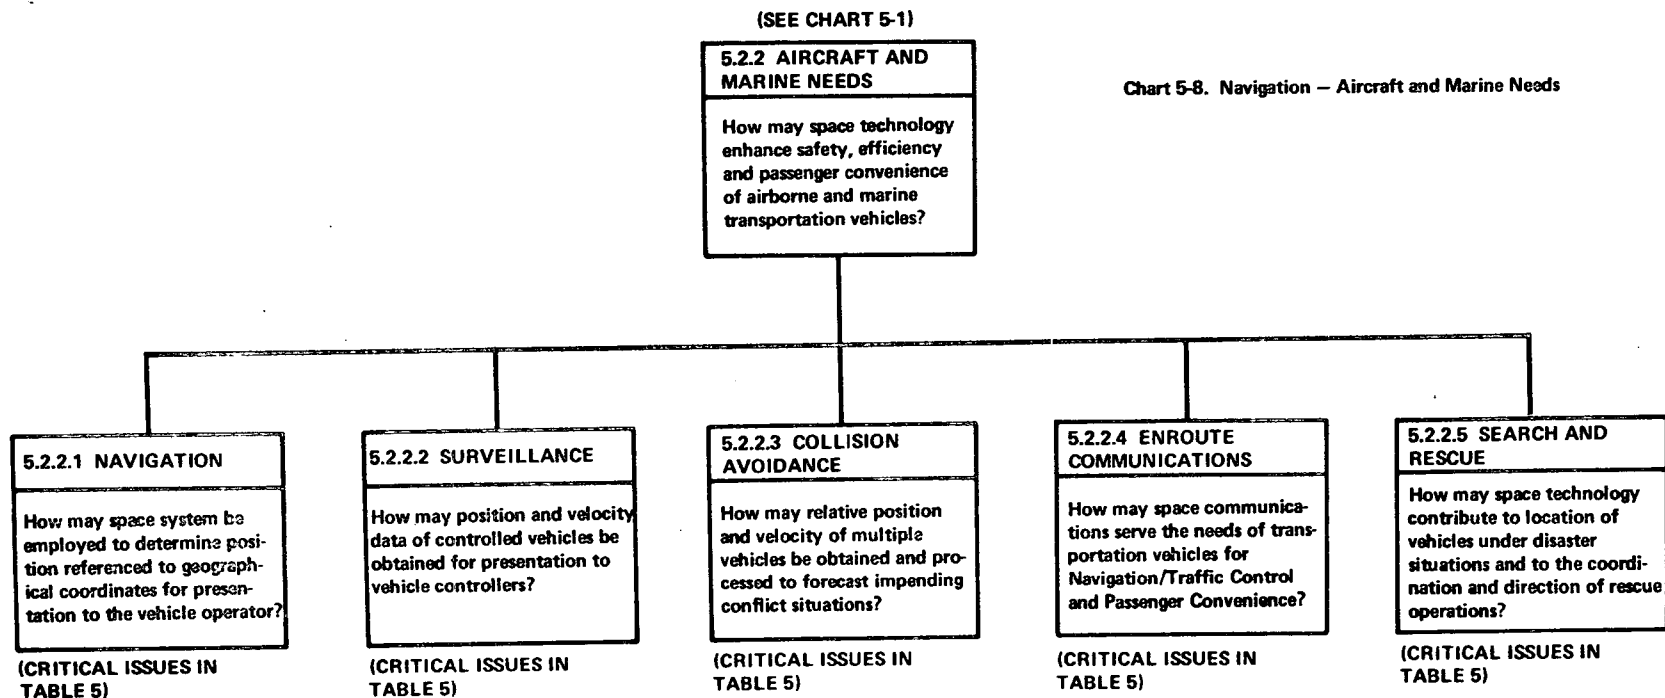 (SEE CHART 5-1)
5.2.2 AIRCRAFT AND
MARINE NEEDS
How may space technology
enhance safety, efficiency
and passenger convenience
of airborne and marine
transportation vehicles?
Chart 5-8. Navigation — Aircraft and Marine Needs
5.2.2.1 NAVIGATION
How may space system be
employed to determine posi-
tion referenced to geograph-
ical coordinates for presen-
tation to the vehicle operator?
(CRITICAL ISSUES IN
TABLE 5)
5.2.2.2 SURVEILLANCE
How may position and velocity
data of controlled vehicles be
obtained for presentation to
vehicle controllers?
(CRITICAL ISSUES IN
TABLE 5)
5.2.2.3 COLLISION
AVOIDANCE
How may relative position
and velocity of multiple
vehicles be obtained and pro-
cessed to forecast impending
conflict situations?
(CRITICAL ISSUES IN
TABLE 5)
5.2.2.4 ENROUTE
COMMUNICATIONS
How may space communica-
tions serve the needs of trans-
portation vehicles for
Navigation/Traffic Control
and Passenger Convenience?
(CRITICAL ISSUES IN
TABLE 5)
5.2.2.5 SEARCH AND
RESCUE
How may space technology
contribute to location of
vehicles under disaster
situations and to the coordi-
nation and direction of rescue
operations?
(CRITICAL ISSUES IN
TABLE 5)